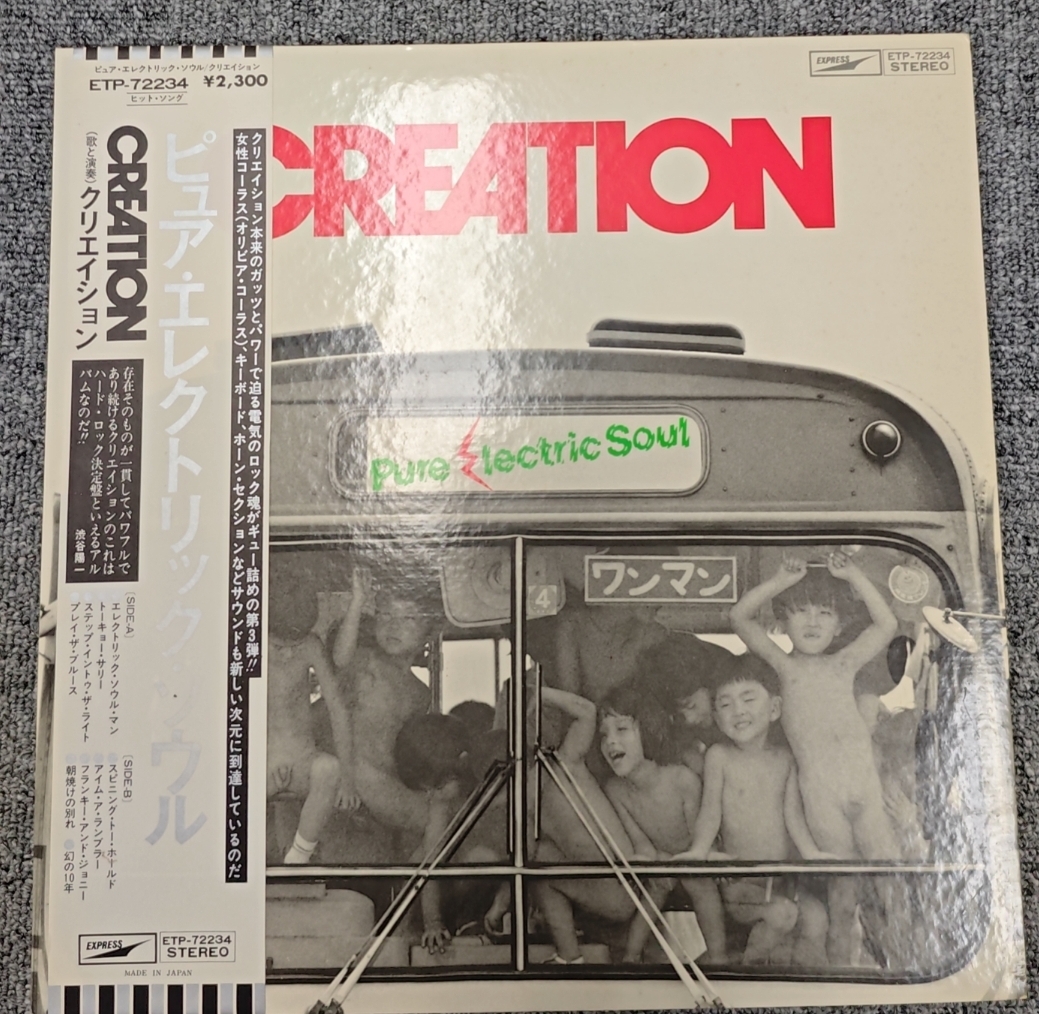 ピュア・エレクトリック・ソウル/クリエイション
ETP-72234 ¥2,300
ヒット・ソング
ピュア・エレクトリック・ソウル
CREATION
(歌と演奏)クリエイション
クリエイション本来のガッツとパワーで迫る電気のロック魂がギュー詰めの第3弾!!
女性コーラス(オリビア・コーラス)、キーボード、ホーン・セクションなどサウンドも新しい次元に到達しているのだ
存在そのものが一貫してパワフルで
あり続けるクリエイションのこれは
ハード・ロック決定盤といえるアル
バムなのだ!!
渋谷陽一
[SIDE-A]
エレクトリック・ソウル・マン
トーキョー・サリー
ステップ・イントゥ・ザ・ライト
プレイ・ザ・ブルース
[SIDE-B]
スピニング・トー・ホールド
アイム・ア・ランブラー
フランキー・アンド・ジョニー
朝焼けの別れ 幻の10年
EXPRESS
ETP-72234
STEREO
MADE IN JAPAN
EXPRESS
ETP-72234
STEREO
CREATION
Pure Electric Soul
ワンマン
4